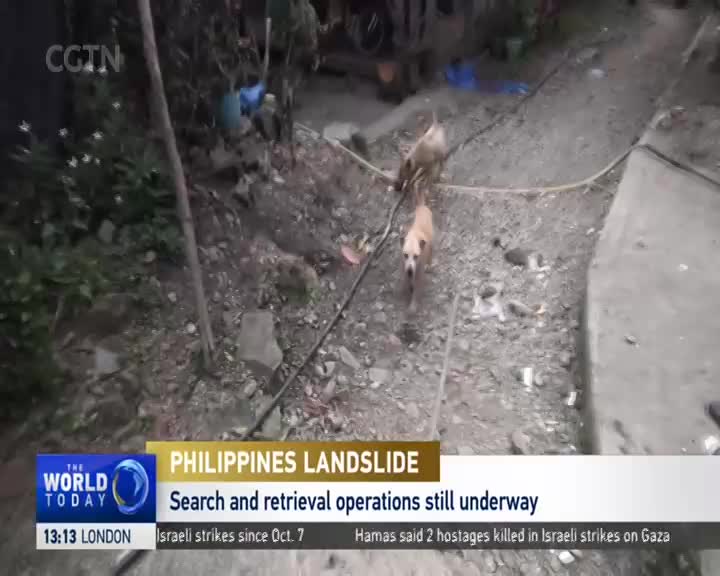 CGTN
PHILIPPINES LANDSLIDE
THE WORLD TODAY
Search and retrieval operations still underway
13:13 LONDON
Israeli strikes since Oct. 7 Hamas said 2 hostages killed in Israeli strikes on Gaza